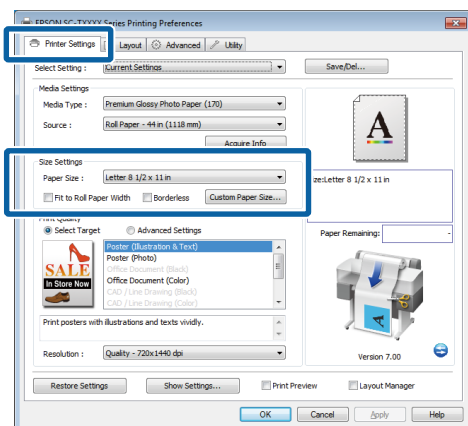 EPSON SC-TXXXX Series Printing Preferences
Printer Settings Layout Advanced Utility
Select Setting : Current Settings Save/Del...
Media Settings
Media Type : Premium Glossy Photo Paper (170)
Source : Roll Paper - 44 in (1118 mm)
Acquire Info
A
Size Settings
Paper Size : Letter 8 1/2 x 11 in
ze:Letter 8 1/2 x 11 in
Fit to Roll Paper Width Borderless Custom Paper Size...
Print Quality
Select Target Advanced Settings
Paper Remaining: -
SALE
In Store Now
Poster (Illustration & Text)
Poster (Photo)
Office Document (Black)
Office Document (Color)
CAD / Line Drawing (Black)
CAD / Line Drawing (Color)
A
Print posters with illustrations and texts vividly.
Resolution : Quality - 720x1440 dpi
Version 7.00
Restore Settings Show Settings... Print Preview Layout Manager
OK Cancel Apply Help